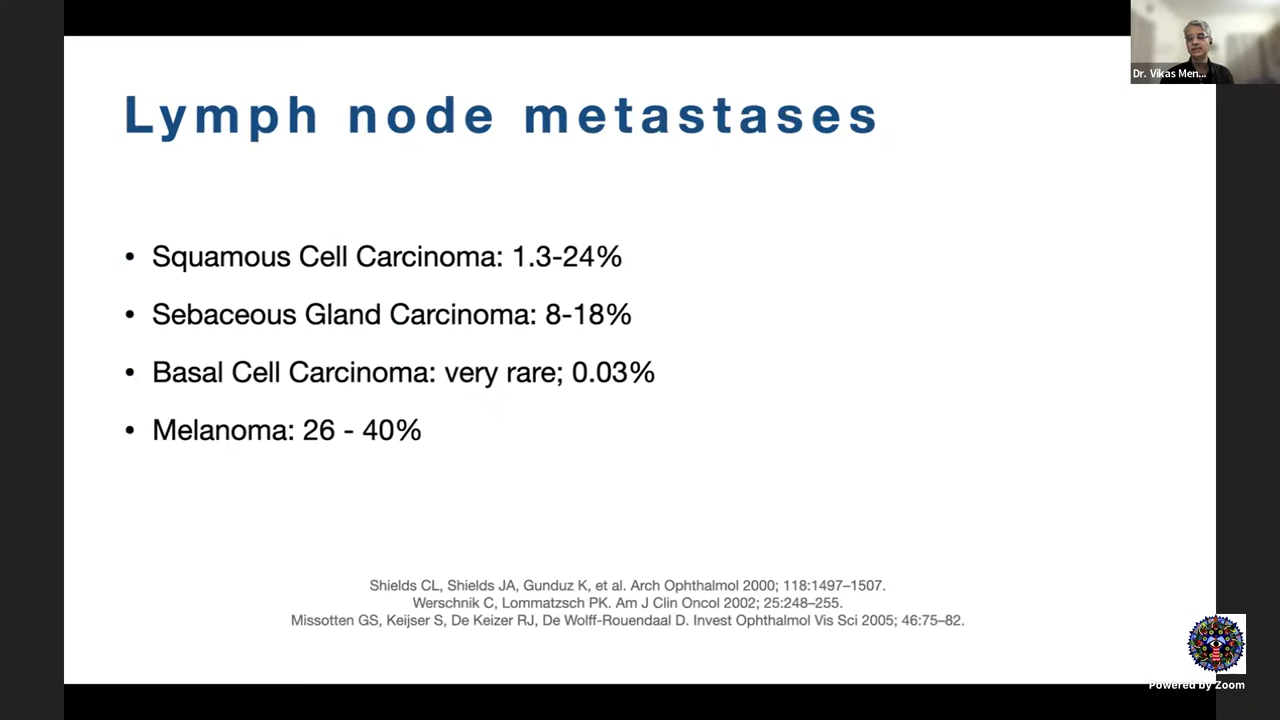 Dr. Vikas Men...
Lymph node metastases
• Squamous Cell Carcinoma: 1.3-24%
• Sebaceous Gland Carcinoma: 8-18%
• Basal Cell Carcinoma: very rare; 0.03%
• Melanoma: 26 - 40%
Shields CL, Shields JA, Gunduz K, et al. Arch Ophthalmol 2000; 118:1497–1507.
Werschnik C, Lommatzsch PK. Am J Clin Oncol 2002; 25:248–255.
Missotten GS, Keijser S, De Keizer RJ, De Wolff-Rouendaal D. Invest Ophthalmol Vis Sci 2005; 46:75–82.
Powered by Zoom